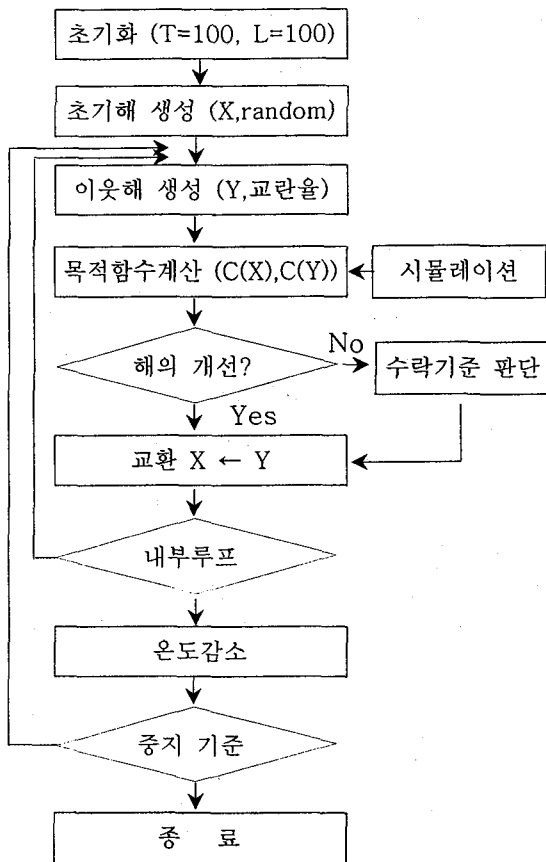 초기화 (T=100, L=100)
초기해 생성 (X,random)
이웃해 생성 (Y,교란율)
목적함수계산 (C(X),C(Y))
시뮬레이션
해의 개선?
No
수락기준 판단
Yes
교환 X ← Y
내부루프
온도감소
중지 기준
종 료